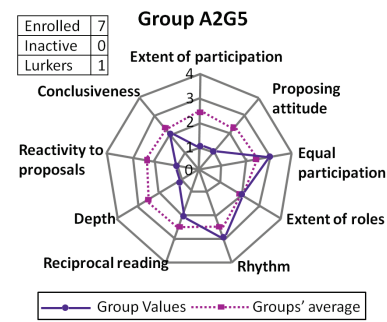 Group A2G5
Enrolled 7
Inactive 0
Lurkers 1
Extent of participation
4
3
2
1
0
Conclusiveness
Proposing
attitude
Reactivity to
proposals
Equal
participation
Depth
Extent of roles
Reciprocal reading
Rhythm
Group Values
Groups' average